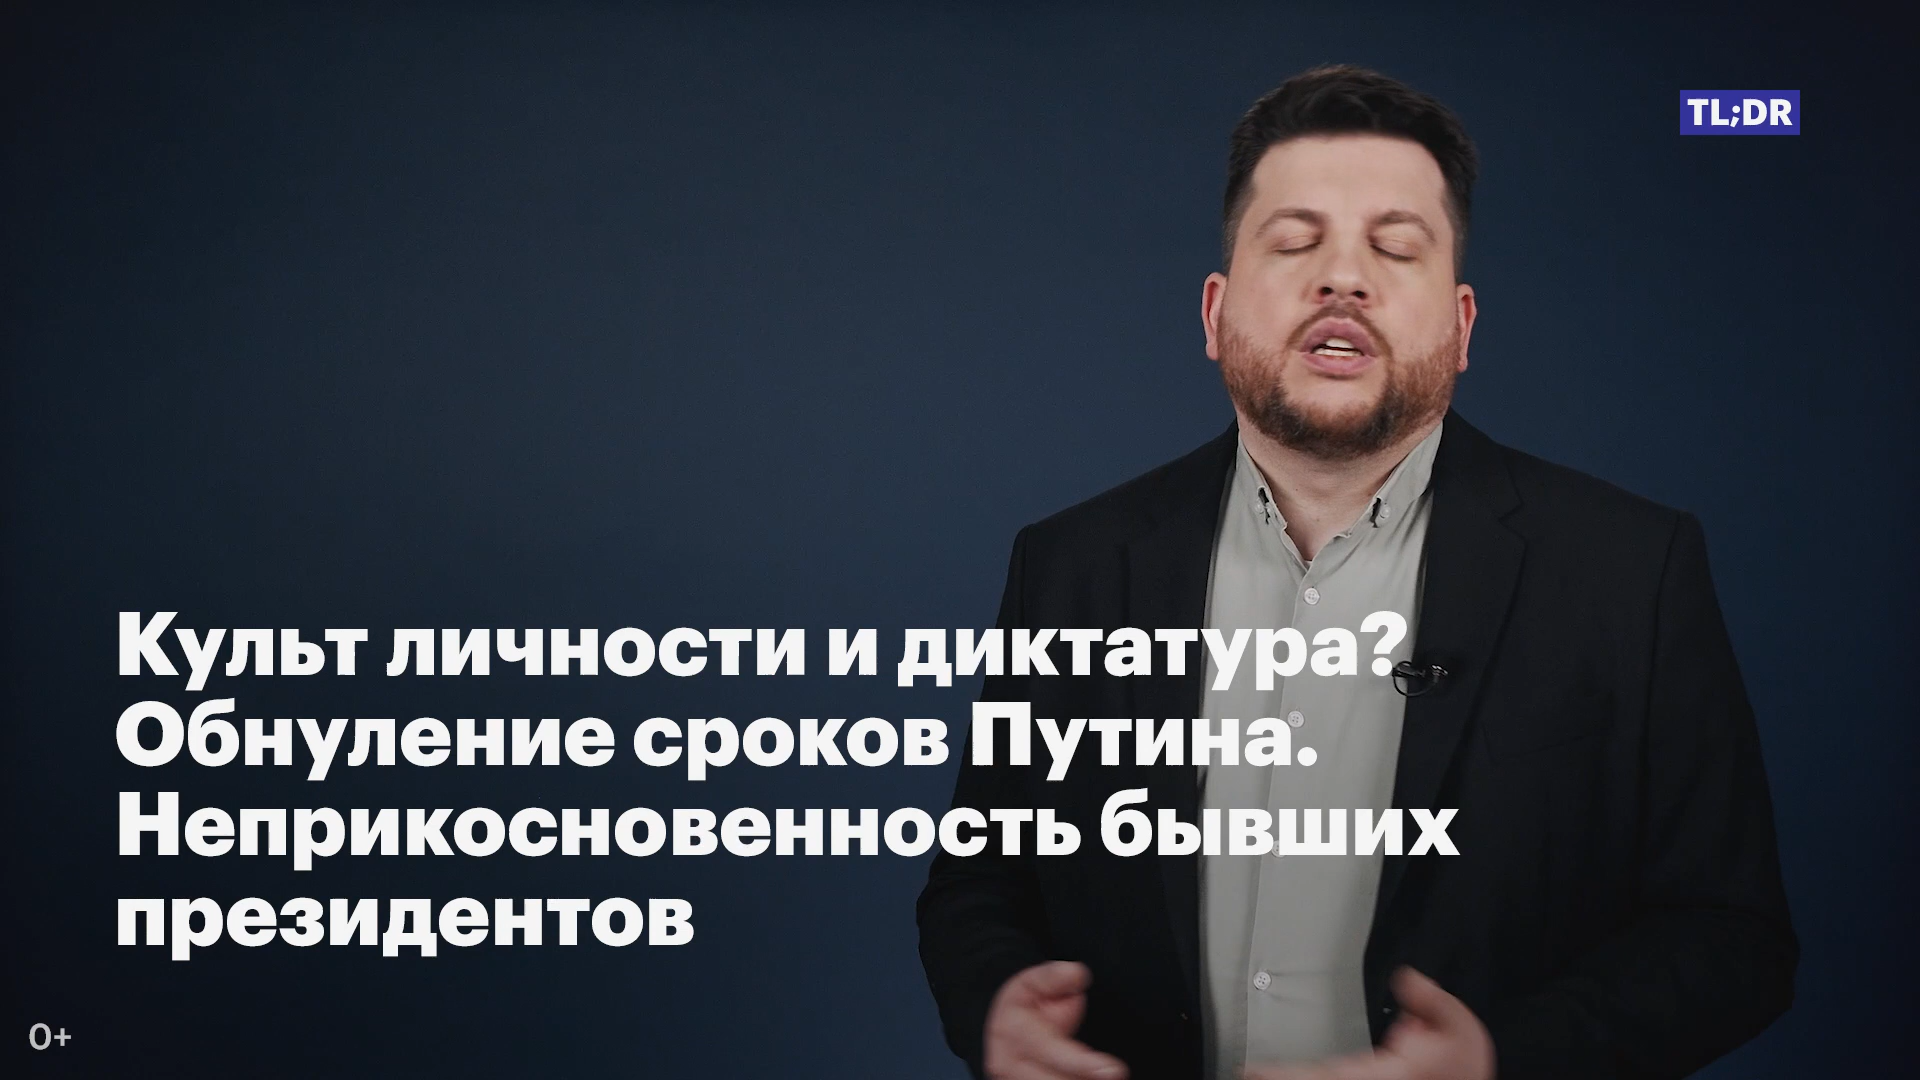 TL;DR
Культ личности и диктатура?
Обнуление сроков Путина.
Неприкосновенность бывших
президентов
0+